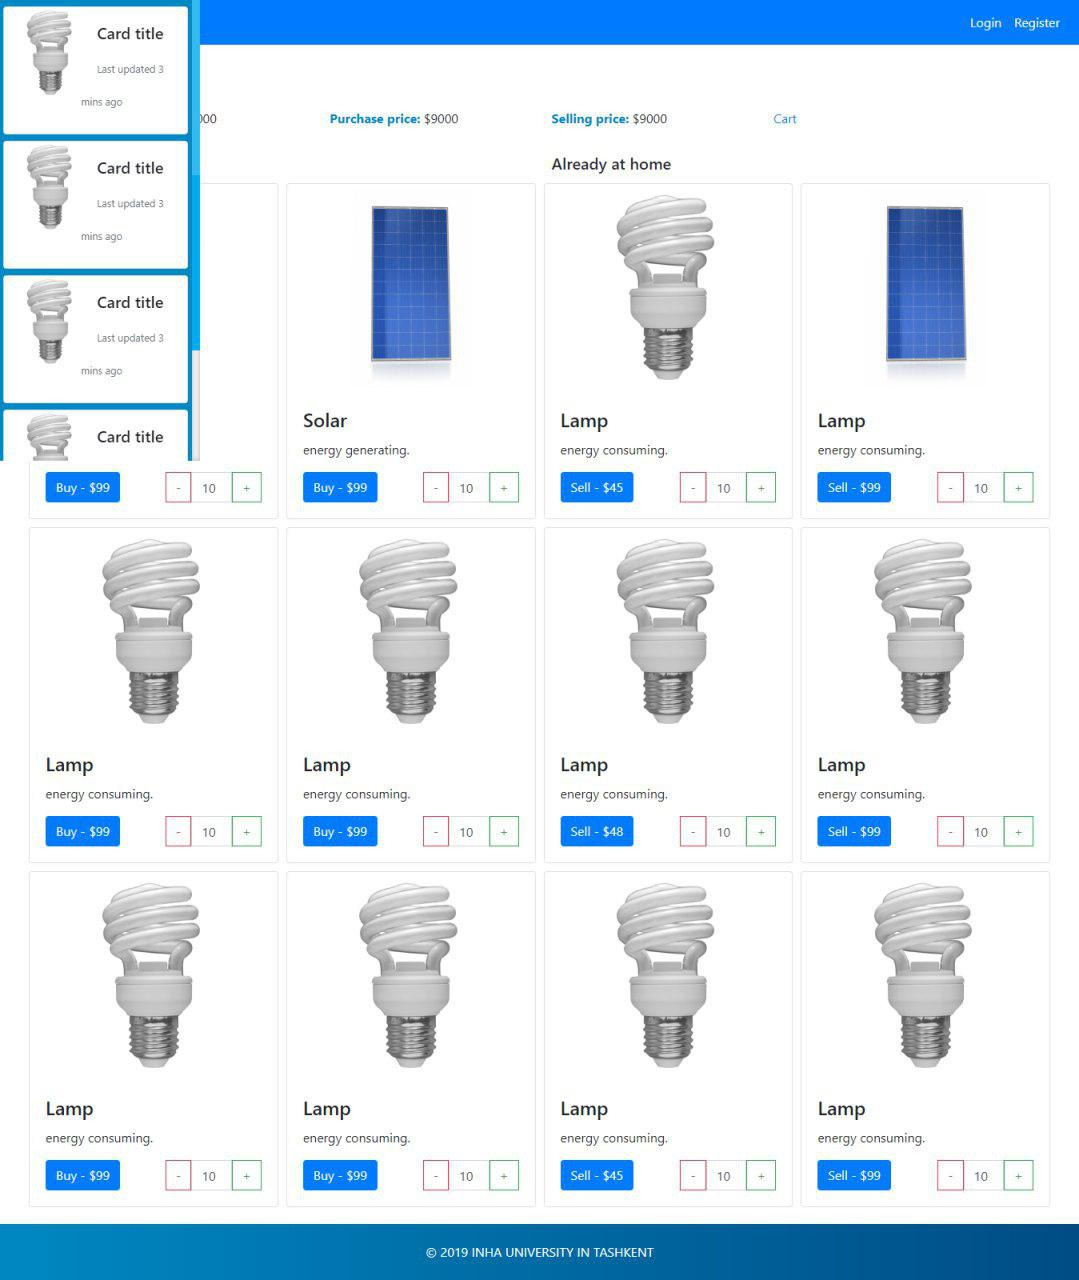 Login Register
Card title
Last updated 3
mins ago
Card title
Last updated 3
mins ago
Card title
Last updated 3
mins ago
Card title
Purchase price: $9000 Selling price: $9000 Cart
Already at home
Solar Lamp Lamp
energy generating. energy consuming. energy consuming.
Buy - $99 - 10 + Buy - $99 - 10 + Sell - $45 - 10 + Sell - $99 - 10 +
Lamp Lamp Lamp Lamp
energy consuming. energy consuming. energy consuming. energy consuming.
Buy - $99 - 10 + Buy - $99 - 10 + Sell - $48 - 10 + Sell - $99 - 10 +
Lamp Lamp Lamp Lamp
energy consuming. energy consuming. energy consuming. energy consuming.
Buy - $99 - 10 + Buy - $99 - 10 + Sell - $45 - 10 + Sell - $99 - 10 +
© 2019 INHA UNIVERSITY IN TASHKENT